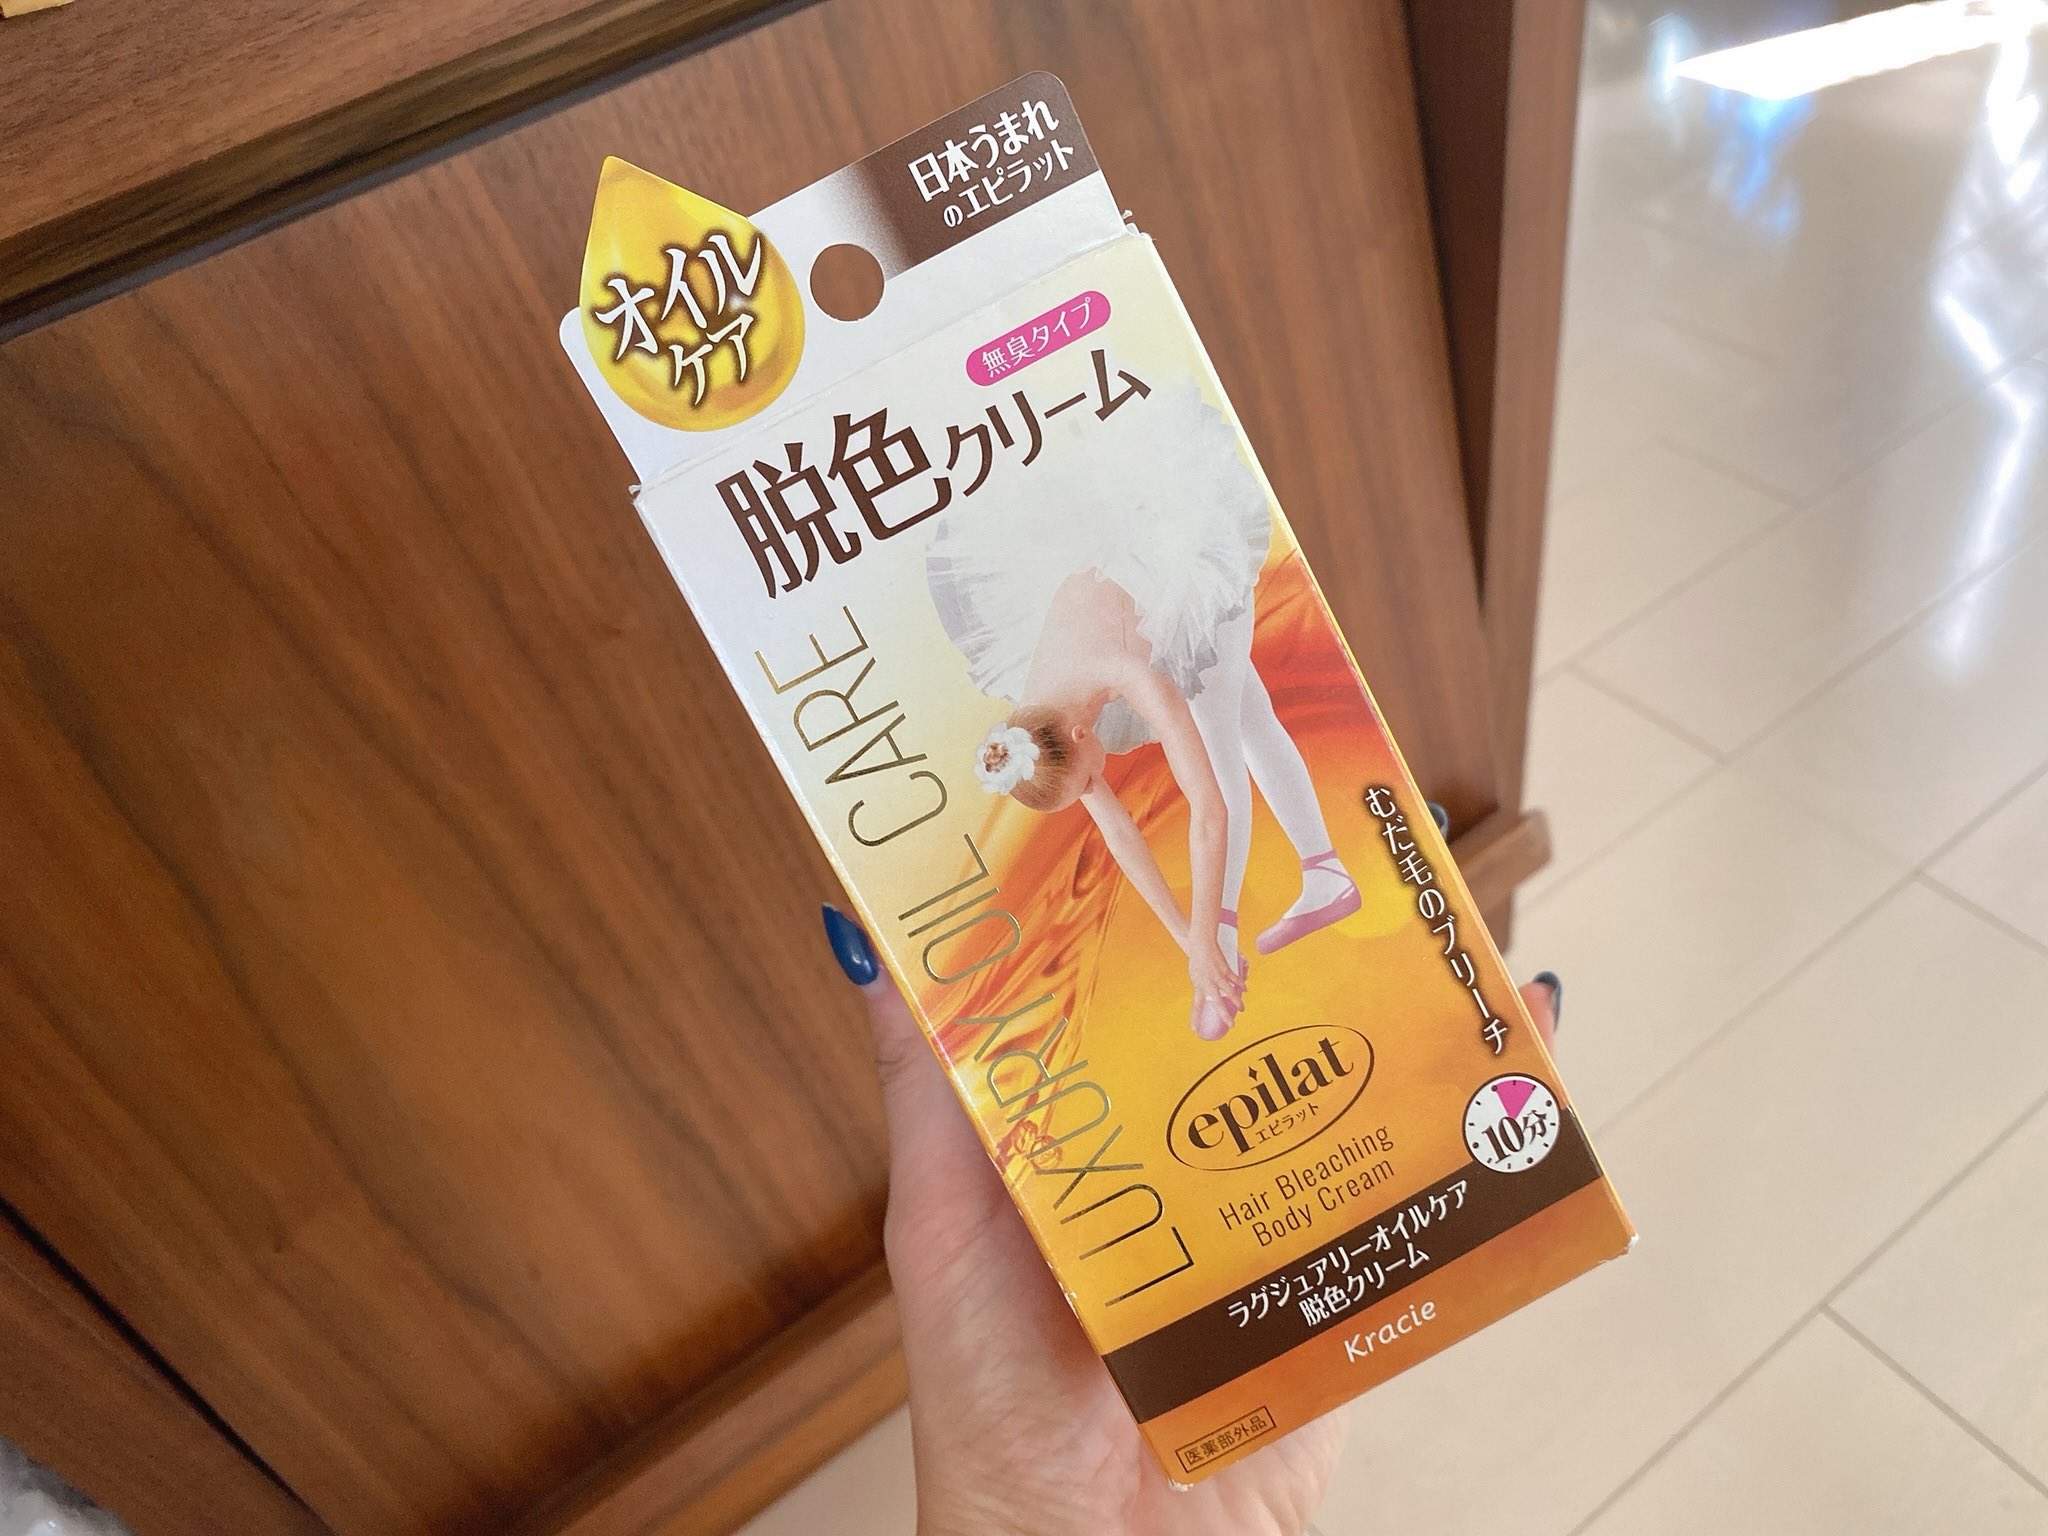 日本うまれ
のエピラット
オイル
ケア
無臭タイプ
脱色クリーム
LUXURY OIL CARE
むだ毛のブリーチ
epilat
エピラット
10分
Hair Bleaching
Body Cream
ラグジュアリーオイルケア
脱色クリーム
Kracie
医薬部外品